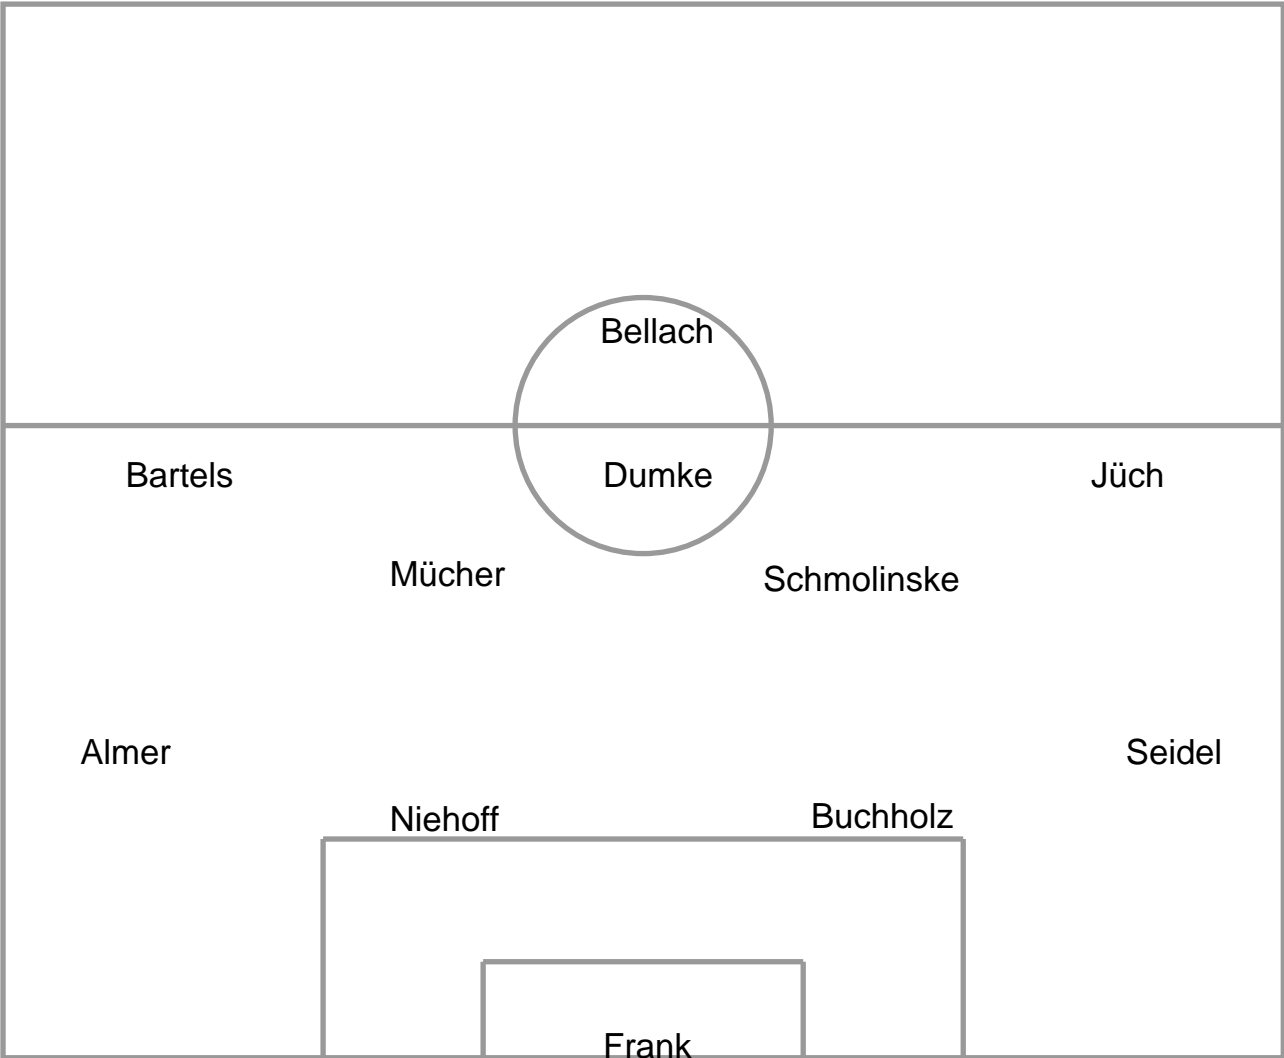 Bellach
Bartels Dumke Jüch
Mücher Schmolinske
Almer Seidel
Niehoff Buchholz
Frank